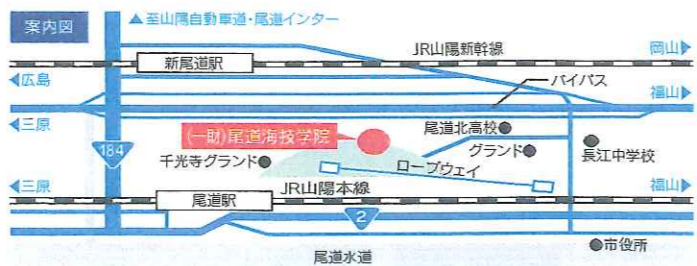 案内図
▲至山陽自動車道・尾道インター
JR山陽新幹線
岡山▶
新尾道駅
◀広島
バイパス
福山▶
◀三原
(一財)尾道海技学院
尾道北高校●
184
千光寺グランド●
グランド●
長江中学校
ロープウェイ
◀三原
JR山陽本線
福山▶
尾道駅
2
●市役所
尾道水道